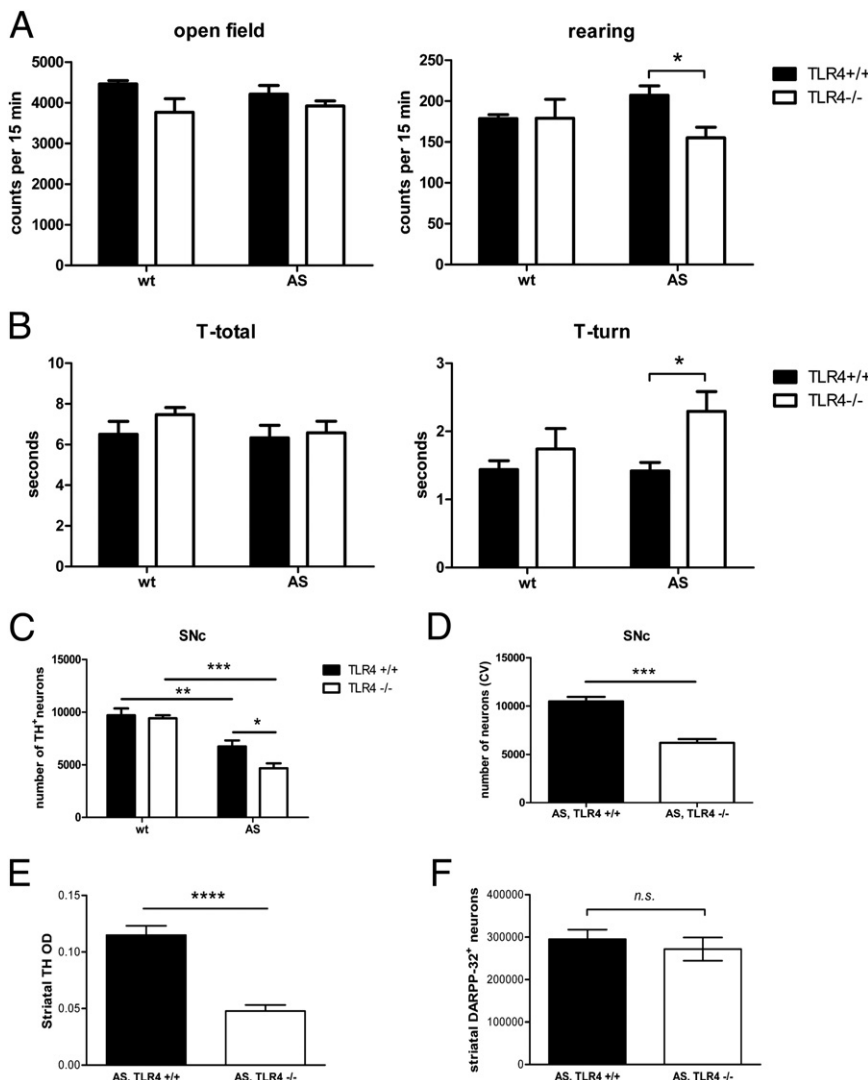 A
open field
counts per 15 min
5000
4000
3000
2000
1000
0
wt
AS
rearing
counts per 15 min
250
200
150
100
50
0
*
wt
AS
TLR4+/+
TLR4-/-
B
T-total
seconds
10
8
6
4
2
0
wt
AS
T-turn
seconds
3
2
1
0
*
wt
AS
TLR4+/+
TLR4-/-
C
SNc
number of TH⁺neurons
15000
10000
5000
0
***
**
*
wt
AS
TLR4 +/+
TLR4 -/-
D
SNc
number of neurons (CV)
15000
10000
5000
0
***
AS, TLR4 +/+
AS, TLR4 -/-
E
Striatal TH OD
0.15
0.10
0.05
0.00
****
AS, TLR4 +/+
AS, TLR4 -/-
F
striatal DARPP-32⁺ neurons
400000
300000
200000
100000
0
n.s.
AS, TLR4 +/+
AS, TLR4 -/-